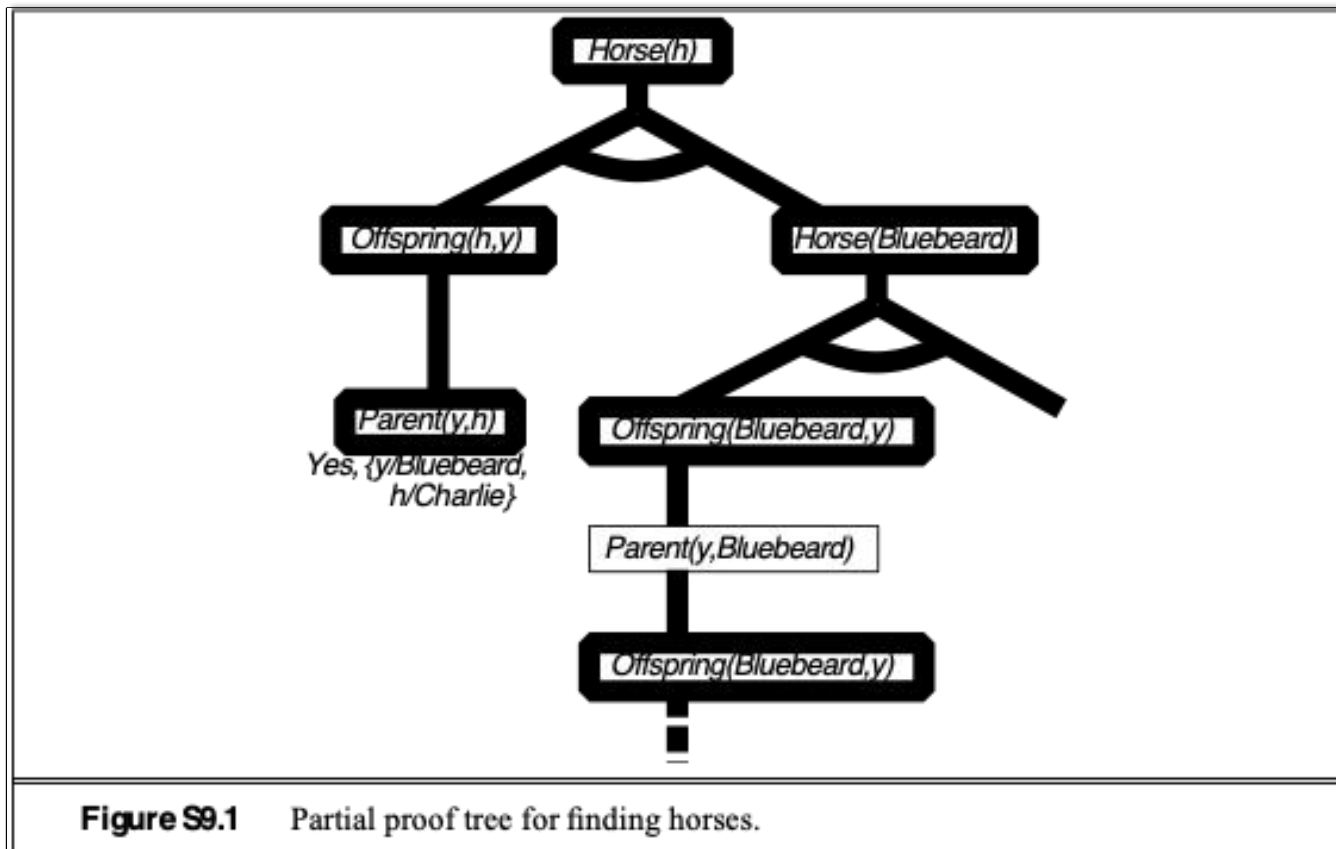 Horse(h)
Offspring(h,y)
Horse(Bluebeard)
Parent(y,h)
Yes, {y/Bluebeard,
h/Charlie}
Offspring(Bluebeard,y)
Parent(y,Bluebeard)
Offspring(Bluebeard,y)
Figure S9.1 Partial proof tree for finding horses.